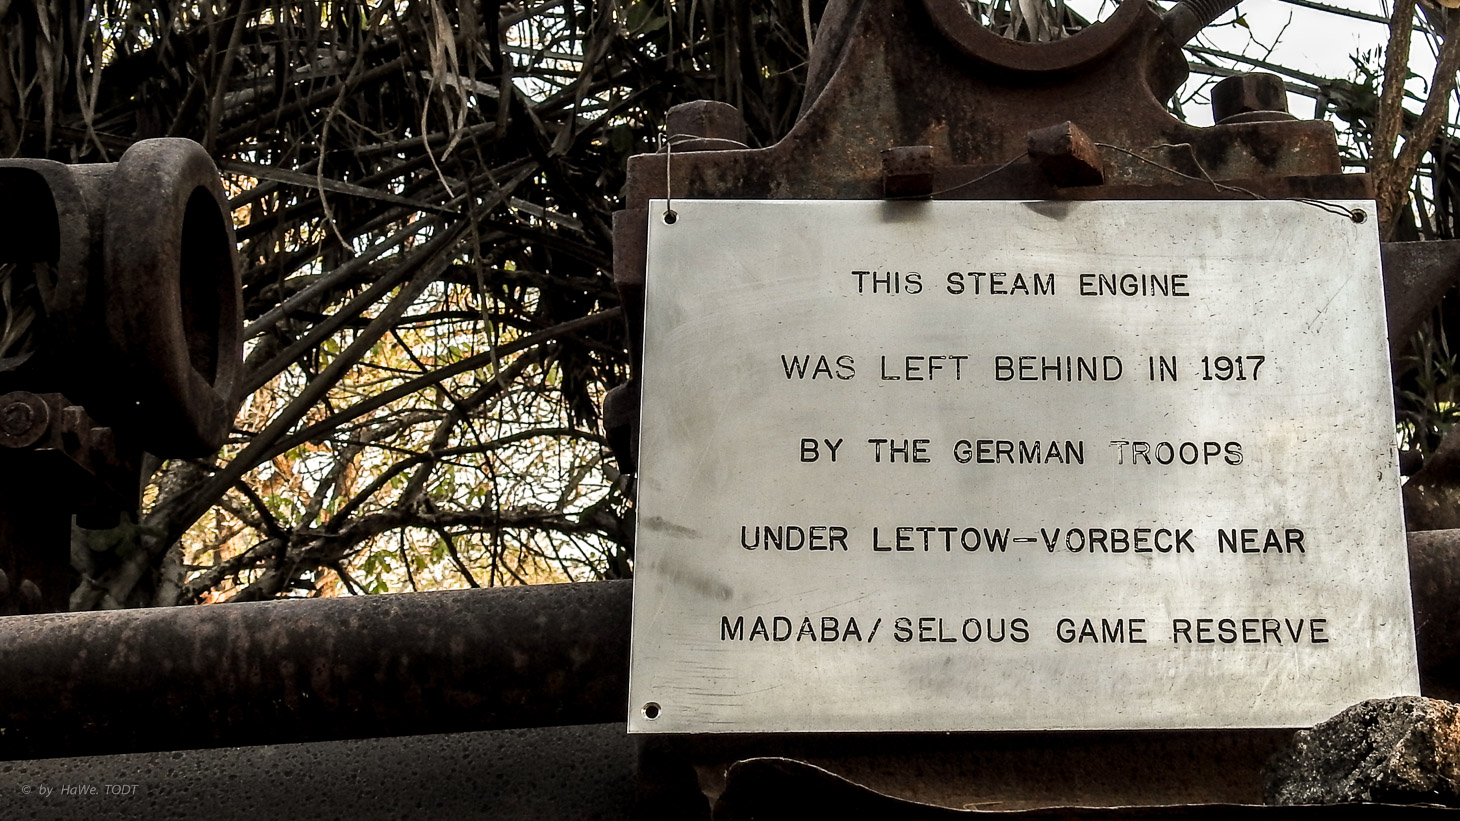 THIS STEAM ENGINE
WAS LEFT BEHIND IN 1917
BY THE GERMAN TROOPS
UNDER LETTOW-VORBECK NEAR
MADABA/SELOUS GAME RESERVE
© by HaWe. TODT